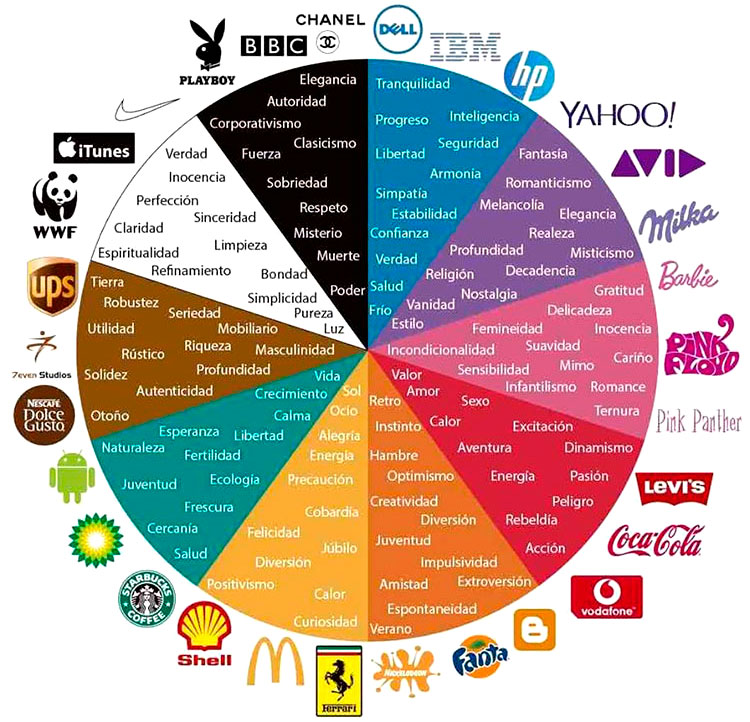 PLAYBOY
BBC
CHANEL
DELL
IBM
hp
YAHOO!
AVID
Milka
Barbie
PINK FLOYD
Pink Panther
LEVI'S
Coca-Cola
vodafone
FANTA
NICKELODEON
Ferrari
Shell
STARBUCKS
COFFEE
NESCAFÉ
Dolce
Gusto
7even Studios
ups
WWF
iTunes
Elegancia
Autoridad
Corporativismo
Clasicismo
Fuerza
Sobriedad
Respeto
Misterio
Muerte
Poder
Tranquilidad
Progreso
Inteligencia
Libertad
Seguridad
Armonía
Simpatía
Estabilidad
Confianza
Verdad
Salud
Frío
Fantasía
Romanticismo
Melancolía
Elegancia
Realeza
Profundidad
Misticismo
Religión
Decadencia
Nostalgia
Vanidad
Estilo
Gratitud
Delicadeza
Femineidad
Inocencia
Incondicionalidad
Suavidad
Cariño
Sensibilidad
Mimo
Infantilismo
Romance
Ternura
Valor
Amor
Sexo
Calor
Excitación
Aventura
Dinamismo
Energía
Pasión
Peligro
Rebeldía
Acción
Retro
Instinto
Hambre
Optimismo
Creatividad
Diversión
Juventud
Impulsividad
Amistad
Extroversión
Espontaneidad
Verano
Sol
Ocio
Alegría
Energía
Precaución
Cobardía
Felicidad
Júbilo
Diversión
Positivismo
Calor
Curiosidad
Vida
Crecimiento
Calma
Esperanza
Libertad
Naturaleza
Fertilidad
Juventud
Ecología
Frescura
Cercanía
Salud
Tierra
Robustez
Seriedad
Utilidad
Mobiliario
Rústico
Riqueza
Masculinidad
Solidez
Profundidad
Autenticidad
Otoño
Verdad
Inocencia
Perfección
Sinceridad
Claridad
Limpieza
Espiritualidad
Refinamiento
Bondad
Simplicidad
Pureza
Luz